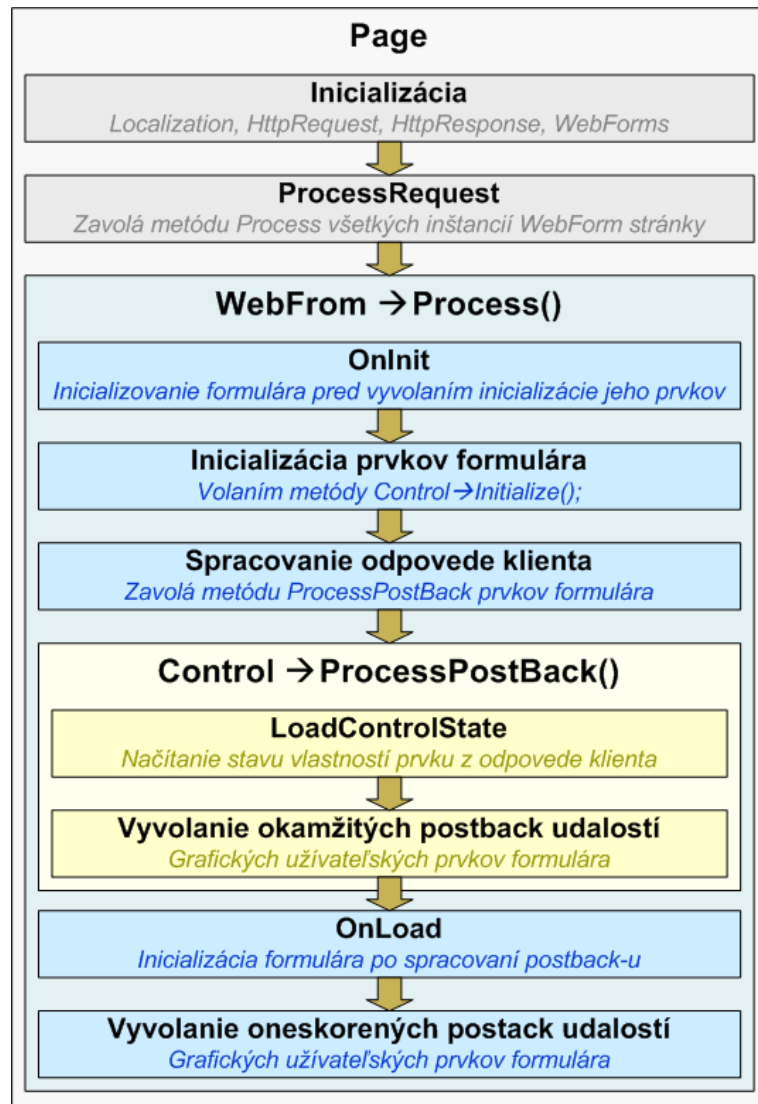 Page
Inicializácia
Localization, HttpRequest, HttpResponse, WebForms
ProcessRequest
Zavolá metódu Process všetkých inštancií WebForm stránky
WebFrom →Process()
OnInit
Inicializovanie formulára pred vyvolaním inicializácie jeho prvkov
Inicializácia prvkov formulára
Volaním metódy Control→Initialize();
Spracovanie odpovede klienta
Zavolá metódu ProcessPostBack prvkov formulára
Control →ProcessPostBack()
LoadControlState
Načítanie stavu vlastností prvku z odpovede klienta
Vyvolanie okamžitých postback udalostí
Grafických užívateľských prvkov formulára
OnLoad
Inicializácia formulára po spracovaní postback-u
Vyvolanie oneskorených postack udalostí
Grafických užívateľských prvkov formulára